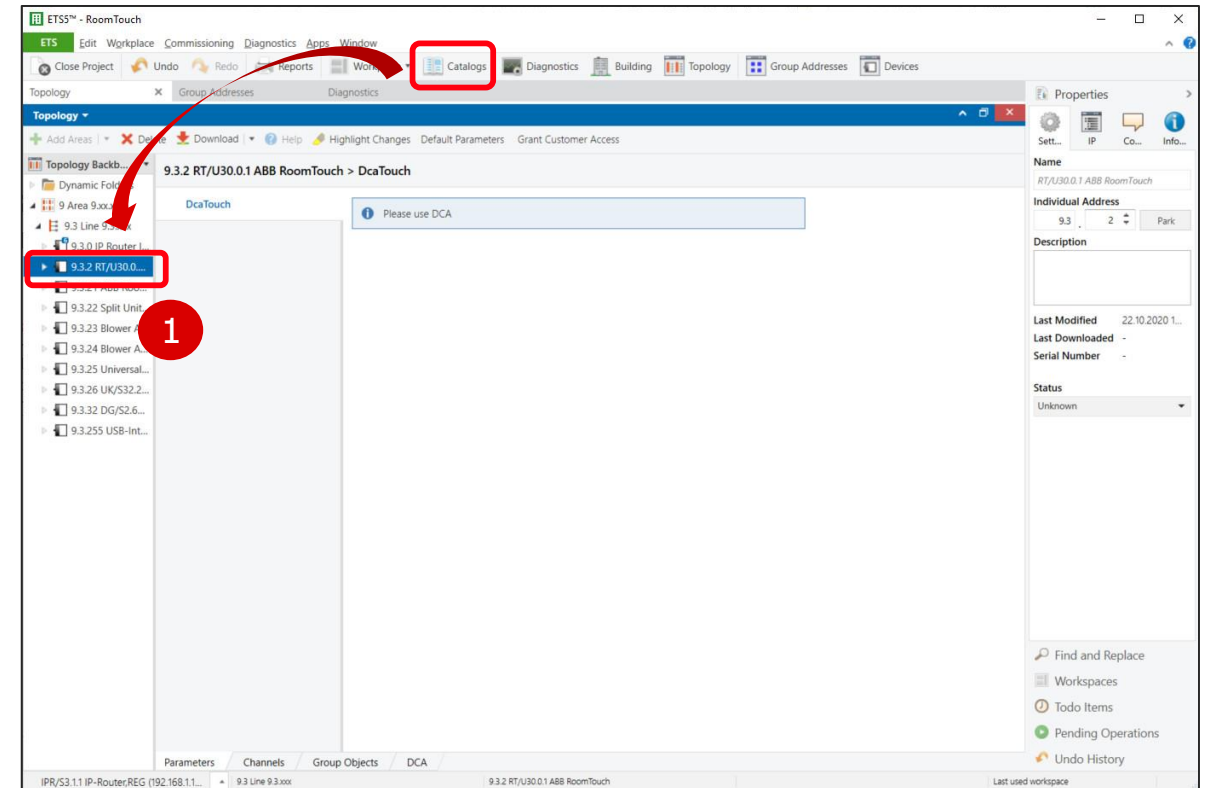 ETS5™ - RoomTouch
ETS Edit Workplace Commissioning Diagnostics Apps Window
Close Project Undo Redo Reports Catalogs Diagnostics Building Topology Group Addresses Devices
Topology Group Addresses Diagnostics
Topology
Add Areas Download Help Highlight Changes Default Parameters Grant Customer Access
Topology Backb...
9.3.2 RT/U30.0.1 ABB RoomTouch > DcaTouch
Dynamic
9 Area
9.3 Line
9.3.0 IP Router I...
9.3.2 RT/U30.0....
9.3.22 Split Unit...
9.3.23 Blower
9.3.24 Blower A...
9.3.25 Universal...
9.3.26 UK/S32.2...
9.3.32 DG/S2.6...
9.3.255 USB-Int...
1
DcaTouch
Please use DCA
Parameters Channels Group Objects DCA
Properties
Sett... IP Co... Info...
Name
RT/U30.0.1 ABB RoomTouch
Individual Address
9.3 . 2 Park
Description
Last Modified 22.10.2020 1...
Last Downloaded -
Serial Number -
Status
Unknown
Find and Replace
Workspaces
Todo Items
Pending Operations
Undo History
IPR/S3.1.1 IP-Router,REG (192.168.1.1... 9.3 Line 9.3.xxx 9.3.2 RT/U30.0.1 ABB RoomTouch Last used workspace